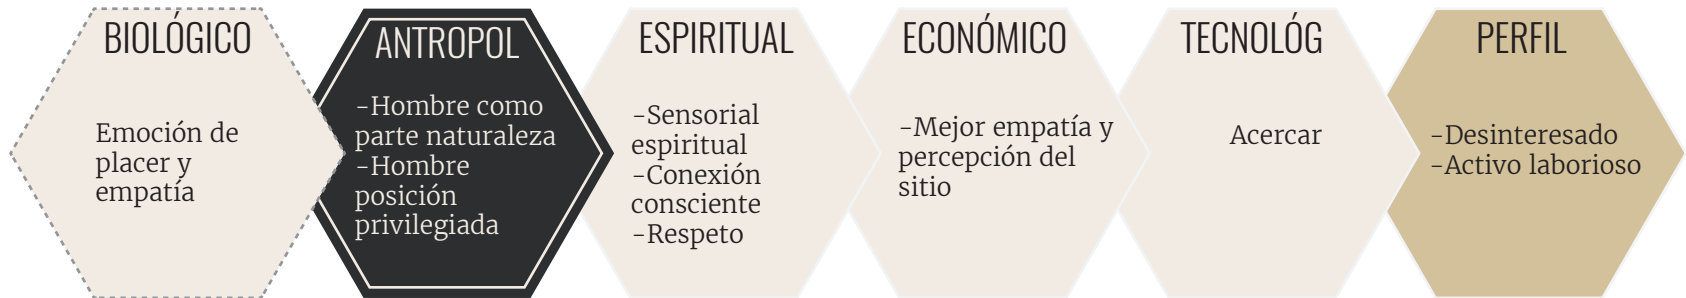 BIOLÓGICO
Emoción de
placer y
empatía
ANTROPOL
-Hombre como
parte naturaleza
-Hombre
posición
privilegiada
ESPIRITUAL
-Sensorial
espiritual
-Conexión
consciente
-Respeto
ECONÓMICO
-Mejor empatía y
percepción del
sitio
TECNOLÓG
Acercar
PERFIL
-Desinteresado
-Activo laborioso